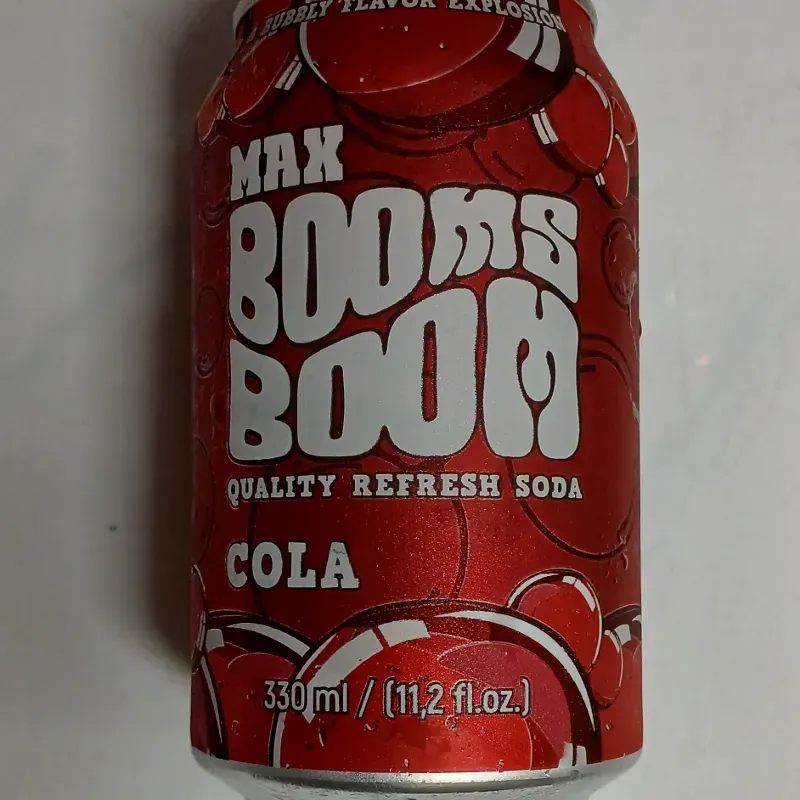 BUBBLY FLAVOR EXPLOSION
MAX
BOOMS
BOOM
QUALITY REFRESH SODA
COLA
330 ml / (11,2 fl.oz.)